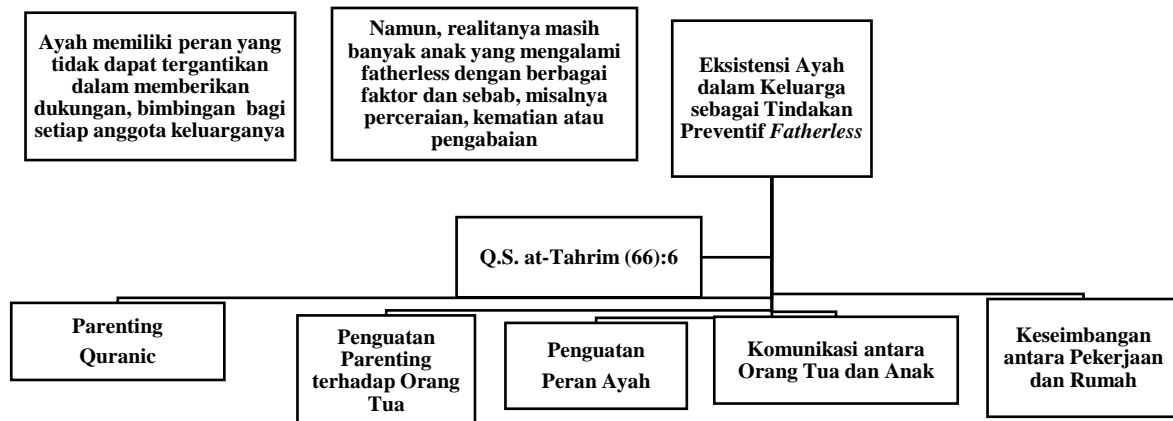 Ayah memiliki peran yang
tidak dapat tergantikan
dalam memberikan
dukungan, bimbingan bagi
setiap anggota keluarganya
Namun, realitanya masih
banyak anak yang mengalami
fatherless dengan berbagai
faktor dan sebab, misalnya
perceraian, kematian atau
pengabaian
Eksistensi Ayah
dalam Keluarga
sebagai Tindakan
Preventif Fatherless
Q.S. at-Tahrim (66):6
Parenting
Quranic
Penguatan
Parenting
terhadap Orang
Tua
Penguatan
Peran Ayah
Komunikasi antara
Orang Tua dan Anak
Keseimbangan
antara Pekerjaan
dan Rumah